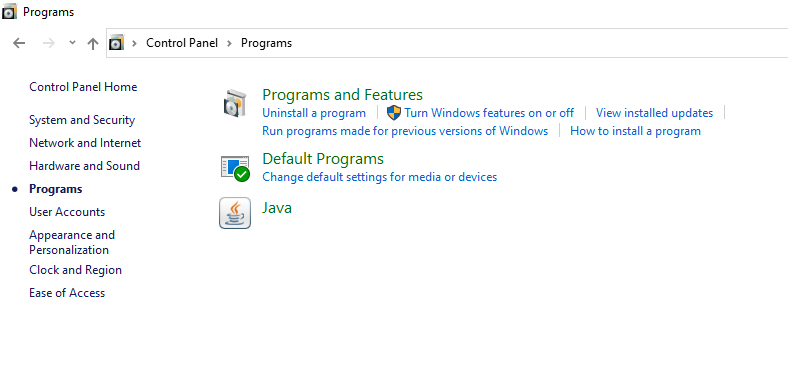 Programs
Control Panel > Programs
Control Panel Home
System and Security
Network and Internet
Hardware and Sound
Programs
User Accounts
Appearance and
Personalization
Clock and Region
Ease of Access
Programs and Features
Uninstall a program
Turn Windows features on or off
View installed updates
Run programs made for previous versions of Windows
How to install a program
Default Programs
Change default settings for media or devices
Java